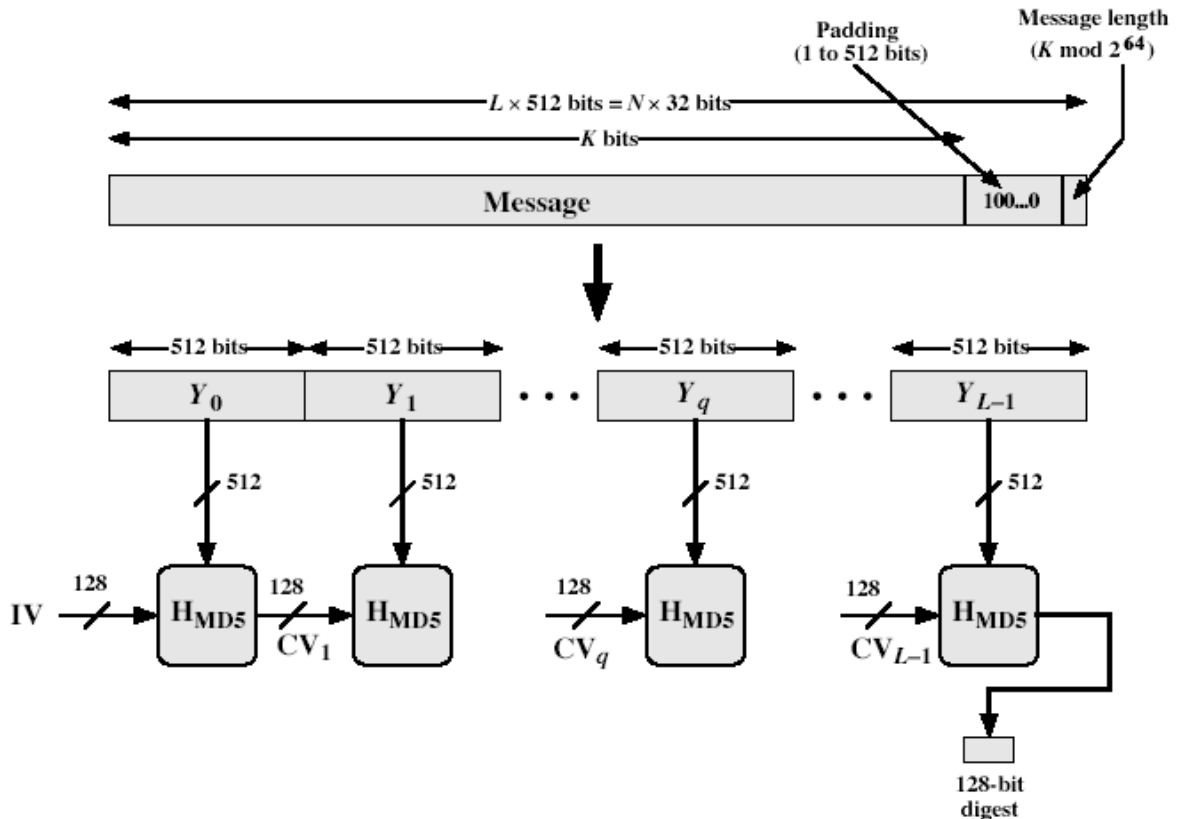 Padding
(1 to 512 bits)
Message length
(K mod 2^64)
L × 512 bits = N × 32 bits
K bits
Message
100...0
512 bits
512 bits
512 bits
512 bits
Y0
Y1
• • •
Yq
• • •
YL–1
512
512
512
512
IV
128
HMD5
128
CV1
HMD5
128
CVq
HMD5
128
CVL–1
HMD5
128-bit
digest